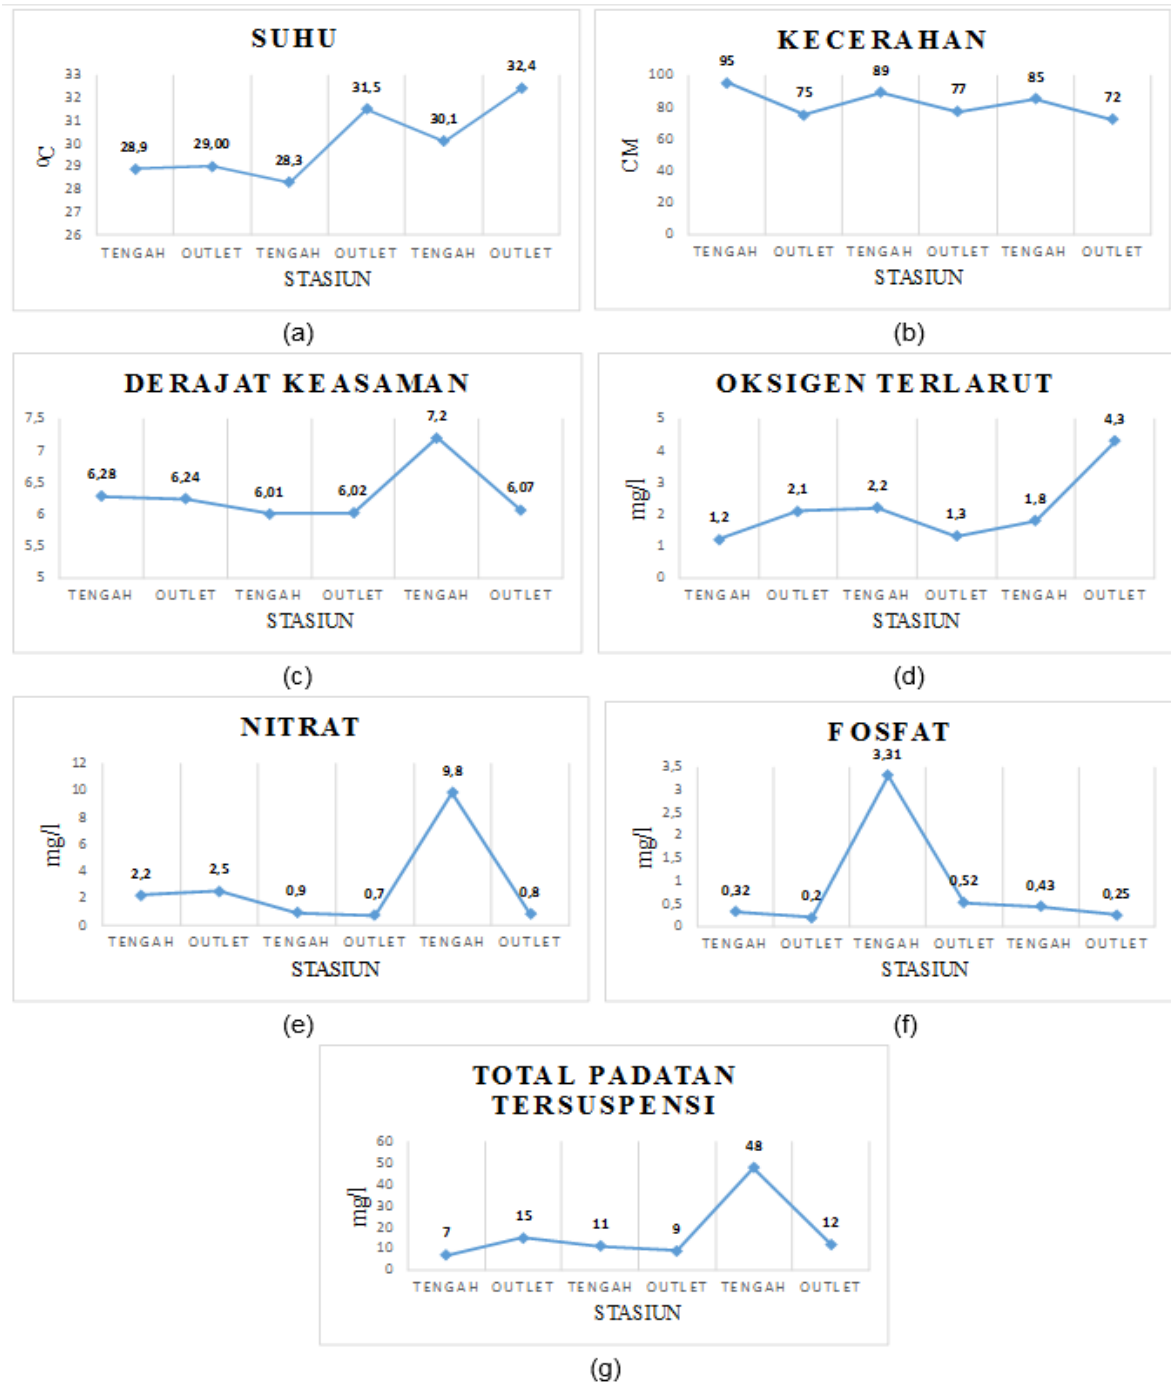 SUHU
28,9 29,00 28,3 31,5 30,1 32,4
33
32
31
30
29
28
27
26
ºC
TENGAH OUTLET TENGAH OUTLET TENGAH OUTLET
STASIUN
(a)
KECERAHAN
95 75 89 77 85 72
100
80
60
40
20
0
CM
TENGAH OUTLET TENGAH OUTLET TENGAH OUTLET
STASIUN
(b)
DERAJAT KEASAMAN
6,28 6,24 6,01 6,02 7,2 6,07
7,5
7
6,5
6
5,5
5
TENGAH OUTLET TENGAH OUTLET TENGAH OUTLET
STASIUN
(c)
OKSIGEN TERLARUT
1,2 2,1 2,2 1,3 1,8 4,3
5
4
3
2
1
0
mg/l
TENGAH OUTLET TENGAH OUTLET TENGAH OUTLET
STASIUN
(d)
NITRAT
2,2 2,5 0,9 0,7 9,8 0,8
12
10
8
6
4
2
0
mg/l
TENGAH OUTLET TENGAH OUTLET TENGAH OUTLET
STASIUN
(e)
FOSFAT
0,32 0,2 3,31 0,52 0,43 0,25
3,5
3
2,5
2
1,5
1
0,5
0
mg/l
TENGAH OUTLET TENGAH OUTLET TENGAH OUTLET
STASIUN
(f)
TOTAL PADATAN
TERSUSPENSI
7 15 11 9 48 12
60
50
40
30
20
10
0
mg/l
TENGAH OUTLET TENGAH OUTLET TENGAH OUTLET
STASIUN
(g)